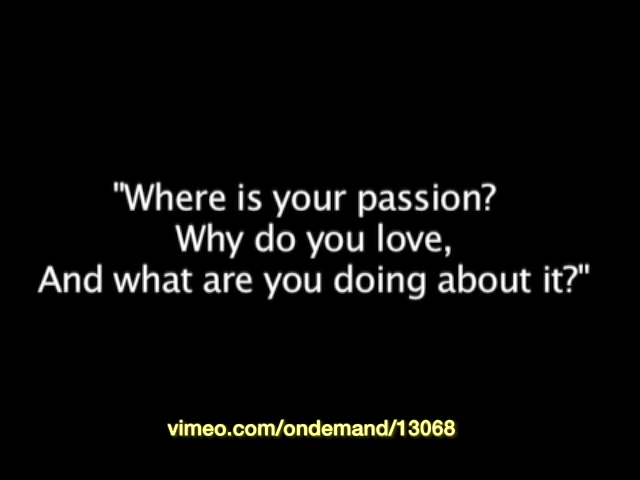 "Where is your passion?
Why do you love,
And what are you doing about it?"
vimeo.com/ondemand/13068